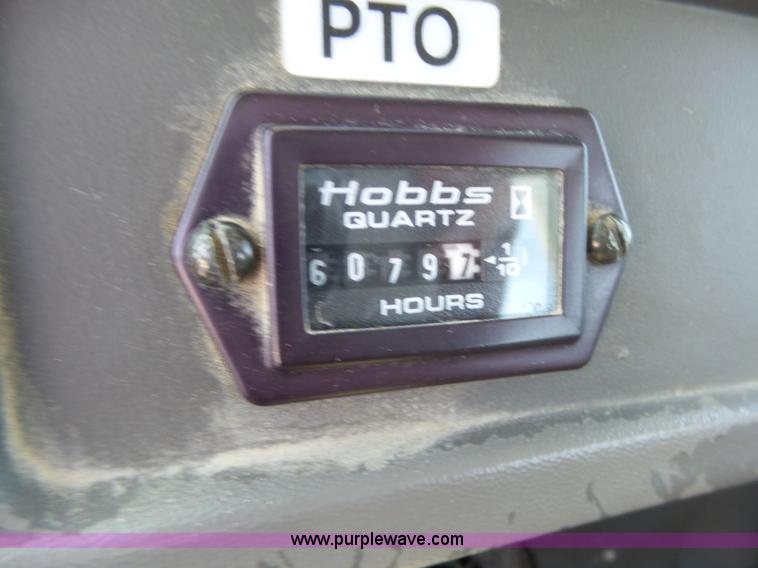 PTO
Hobbs
QUARTZ
6 0 7 9 7 ◄ 1/10
HOURS
www.purplewave.com